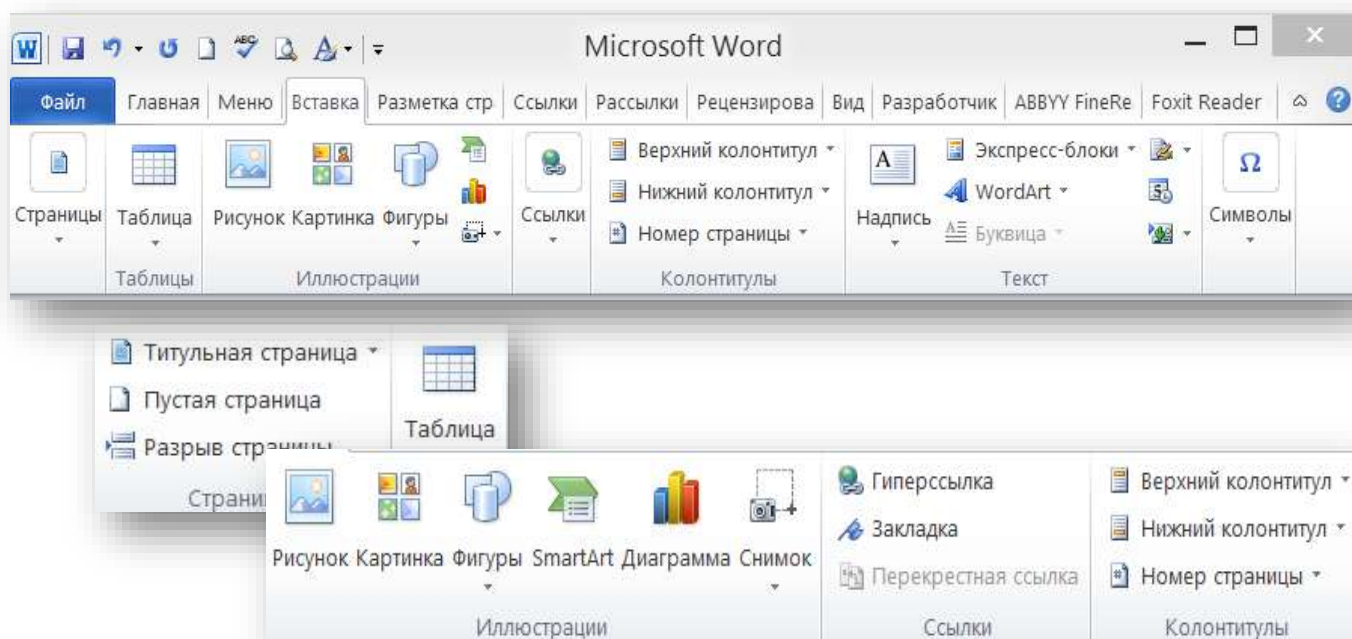 Microsoft Word
Файл Главная Меню Вставка Разметка стр Ссылки Рассылки Рецензирова Вид Разработчик ABBYY FineRe Foxit Reader
Верхний колонтитул
Экспресс-блоки
Нижний колонтитул
WordArt
Страницы Таблица Рисунок Картинка Фигуры Ссылки
Номер страницы
Надпись
Буквица
Символы
Таблицы Иллюстрации Колонтитулы Текст
Титульная страница
Пустая страница
Разрыв страницы
Таблица
Страни
Гиперссылка
Верхний колонтитул
Закладка
Нижний колонтитул
Рисунок Картинка Фигуры SmartArt Диаграмма Снимок
Перекрестная ссылка
Номер страницы
Иллюстрации Ссылки Колонтитулы